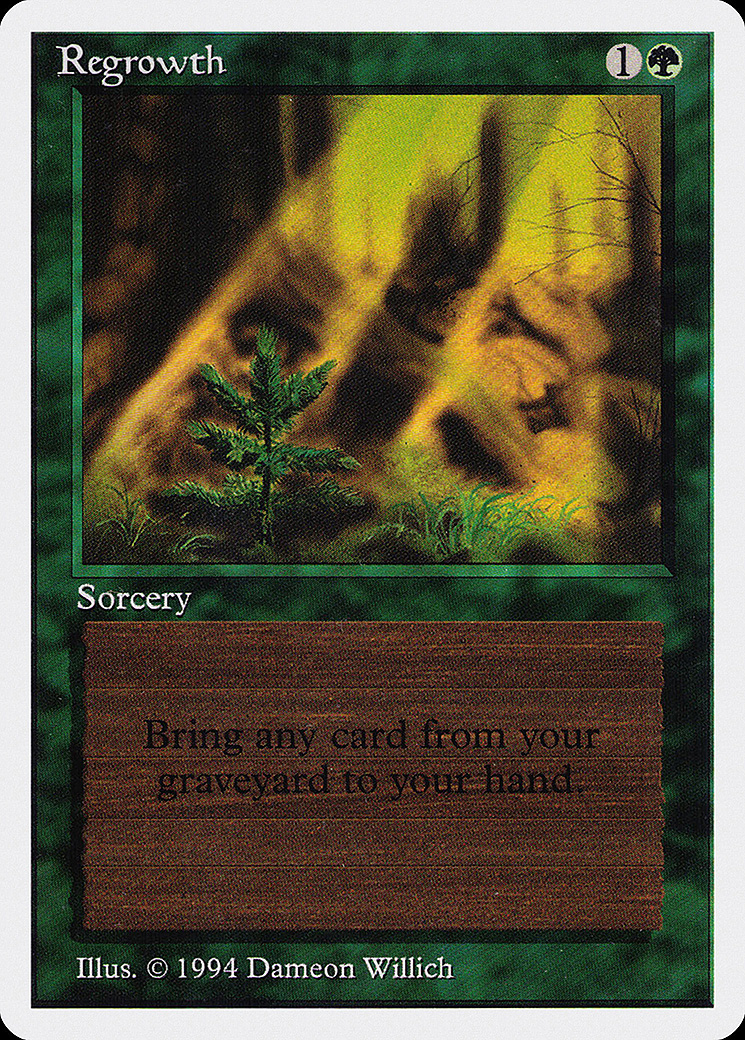 Regrowth 1
Sorcery
Bring any card from your
graveyard to your hand.
Illus. © 1994 Dameon Willich